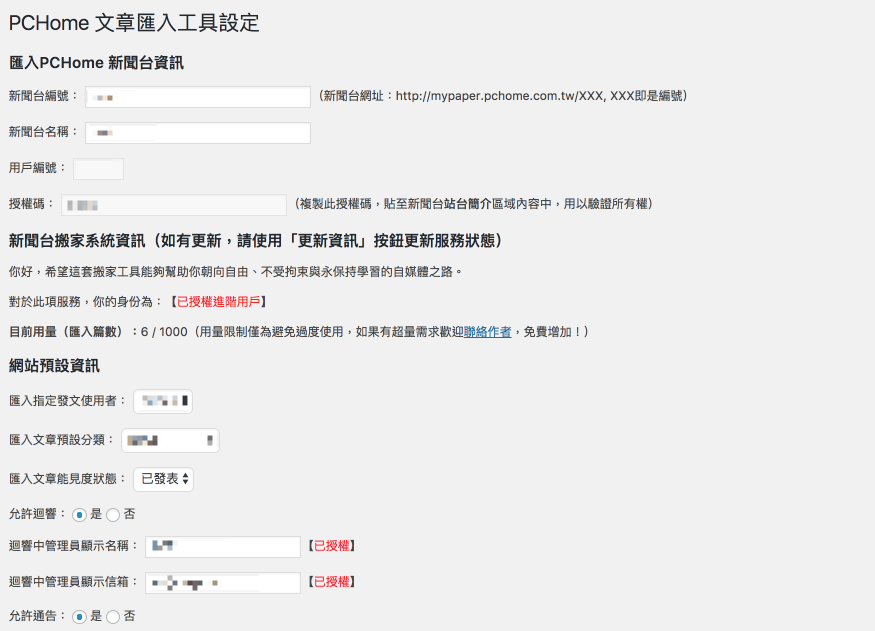 PCHome 文章匯入工具設定
匯入PCHome 新聞台資訊
新聞台編號： （新聞台網址：http://mypaper.pchome.com.tw/XXX, XXX即是編號）
新聞台名稱：
用戶編號：
授權碼： （複製此授權碼，貼至新聞台站台簡介區域內容中，用以驗證所有權）
新聞台搬家系統資訊（如有更新，請使用「更新資訊」按鈕更新服務狀態）
你好，希望這套搬家工具能夠幫助你朝向自由、不受拘束與永保持學習的自媒體之路。
對於此項服務，你的身份為：【已授權進階用戶】
目前用量（匯入篇數）：6 / 1000（用量限制僅為避免過度使用，如果有超量需求歡迎聯絡作者，免費增加！）
網站預設資訊
匯入指定發文使用者：
匯入文章預設分類：
匯入文章能見度狀態： 已發表
允許迴響： 是 否
迴響中管理員顯示名稱： 【已授權】
迴響中管理員顯示信箱： 【已授權】
允許通告： 是 否